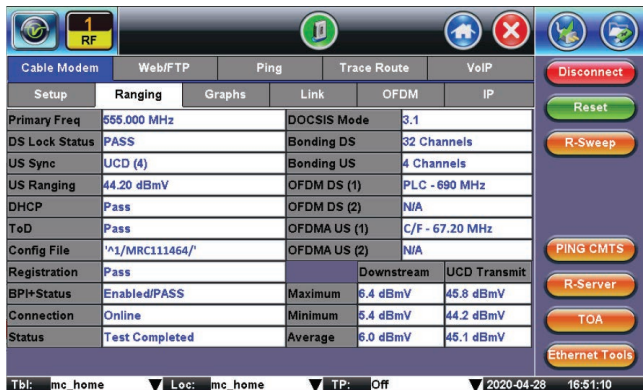 1
RF
Cable Modem Web/FTP Ping Trace Route VoIP
Setup Ranging Graphs Link OFDM IP
Primary Freq 555.000 MHz DOCSIS Mode 3.1
DS Lock Status PASS Bonding DS 32 Channels
US Sync UCD (4) Bonding US 4 Channels
US Ranging 44.20 dBmV OFDM DS (1) PLC - 690 MHz
DHCP Pass OFDM DS (2) N/A
ToD Pass OFDMA US (1) C/F - 67.20 MHz
Config File '^1/MRC111464/' OFDMA US (2) N/A
Registration Pass Downstream UCD Transmit
BPI+Status Enabled/PASS Maximum 6.4 dBmV 45.8 dBmV
Connection Online Minimum 5.4 dBmV 44.2 dBmV
Status Test Completed Average 6.0 dBmV 45.1 dBmV
Disconnect
Reset
R-Sweep
PING CMTS
R-Server
TOA
Ethernet Tools
Tbl: mc_home Loc: mc_home TP: Off 2020-04-28 16:51:10